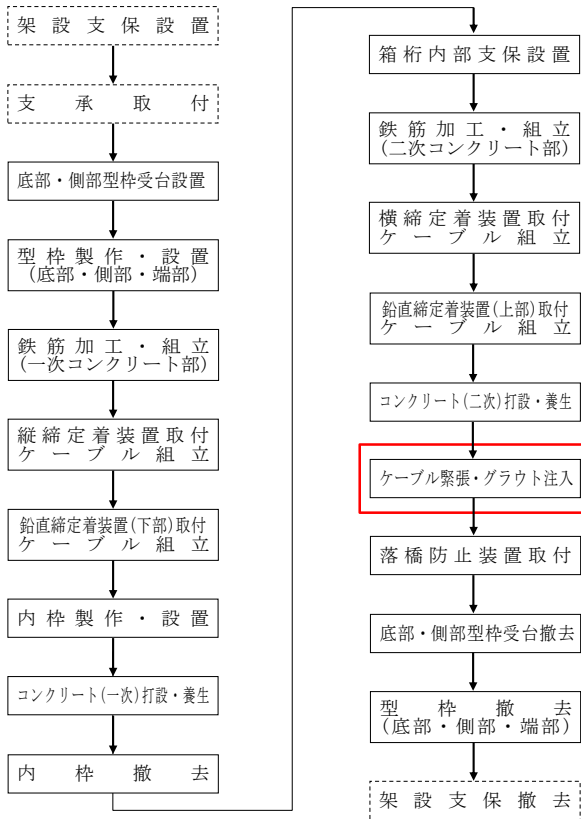 架設支保設置
支承取付
底部・側部型枠受台設置
型枠製作・設置
(底部・側部・端部)
鉄筋加工・組立
(一次コンクリート部)
縦締定着装置取付
ケーブル組立
鉛直締定着装置(下部)取付
ケーブル組立
内枠製作・設置
コンクリート(一次)打設・養生
内枠撤去
箱桁内部支保設置
鉄筋加工・組立
(二次コンクリート部)
横締定着装置取付
ケーブル組立
鉛直締定着装置(上部)取付
ケーブル組立
コンクリート(二次)打設・養生
ケーブル緊張・グラウト注入
落橋防止装置取付
底部・側部型枠受台撤去
型枠撤去
(底部・側部・端部)
架設支保撤去